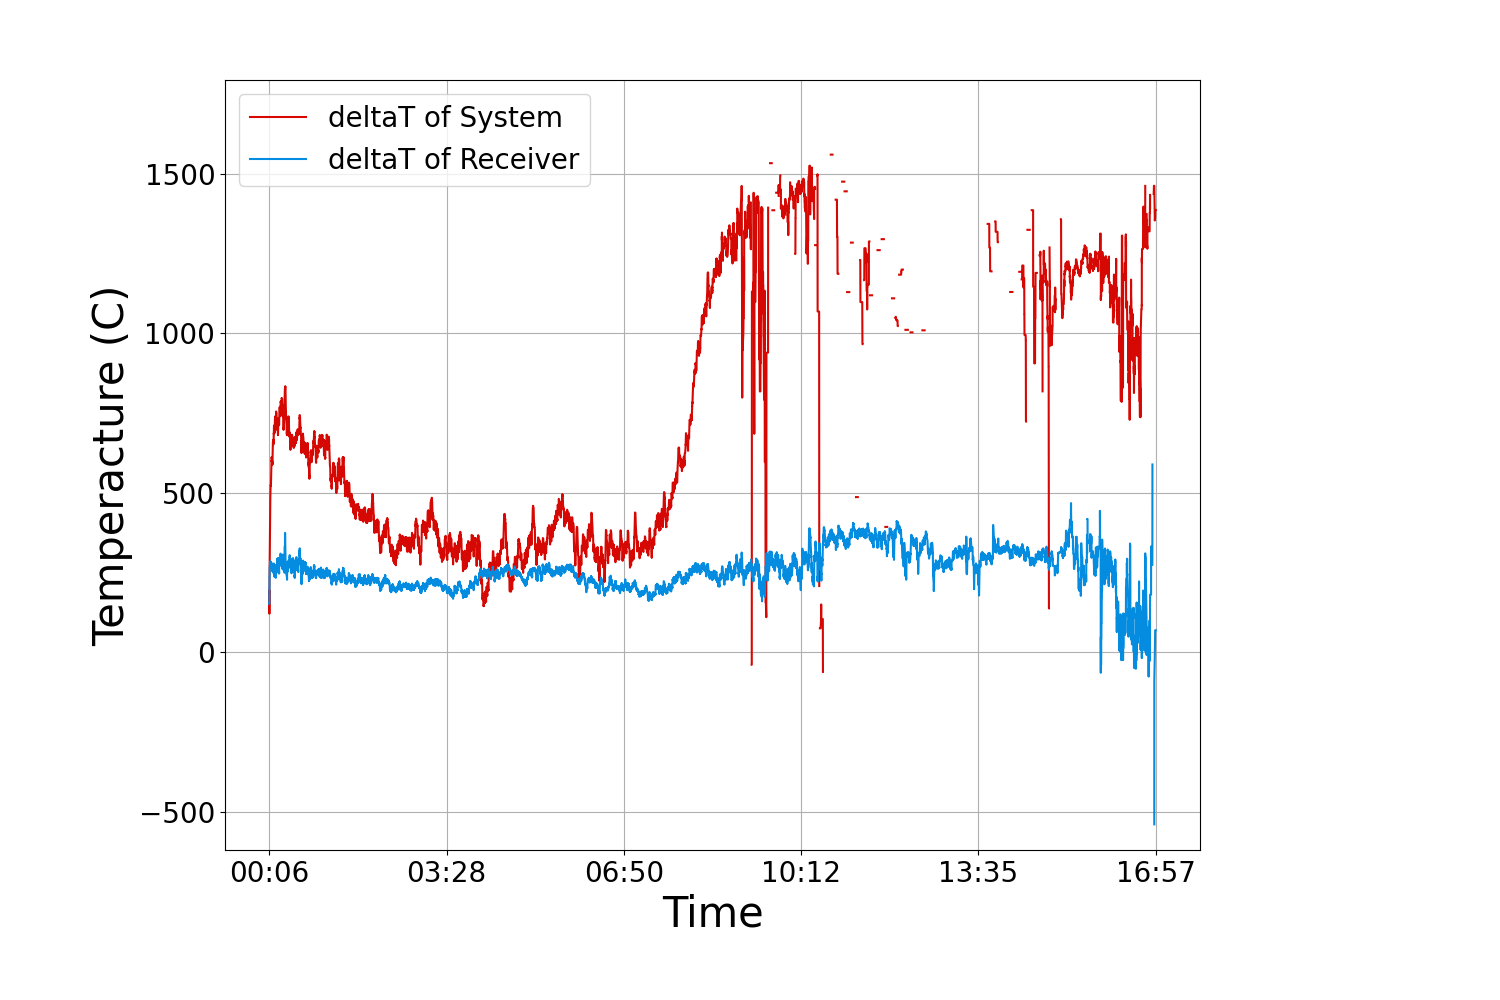 deltaT of System
deltaT of Receiver
1500
1000
500
0
−500
Temperacture (C)
00:06 03:28 06:50 10:12 13:35 16:57
Time